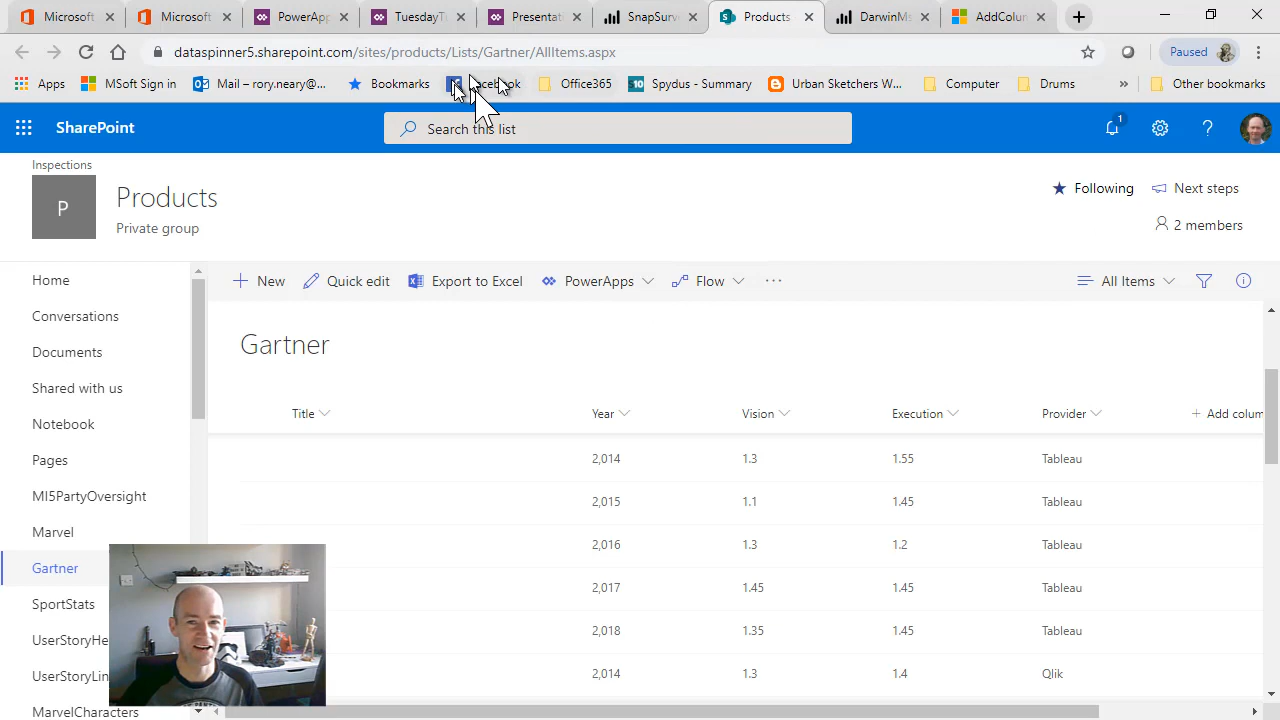 Microsoft
Microsoft
PowerApp
TuesdayT
Presentat
SnapSurv
Products
DarwinMs
AddColun
dataspinner5.sharepoint.com/sites/products/Lists/Gartner/AllItems.aspx
Paused
Apps
MSoft Sign in
Mail – rory.neary@...
Bookmarks
Office365
Spydus - Summary
Urban Sketchers W...
Computer
Drums
»
Other bookmarks
SharePoint
Search this list
1
Inspections
P
Products
Private group
Following
Next steps
2 members
Home
Conversations
Documents
Shared with us
Notebook
Pages
MI5PartyOversight
Marvel
Gartner
SportStats
UserStoryHe
UserStoryLin
MarvelCharacters
+ New
Quick edit
Export to Excel
PowerApps
Flow
...
All Items
Gartner
Title Year Vision Execution Provider + Add colum
2,014 1.3 1.55 Tableau
2,015 1.1 1.45 Tableau
2,016 1.3 1.2 Tableau
2,017 1.45 1.45 Tableau
2,018 1.35 1.45 Tableau
2,014 1.3 1.4 Qlik